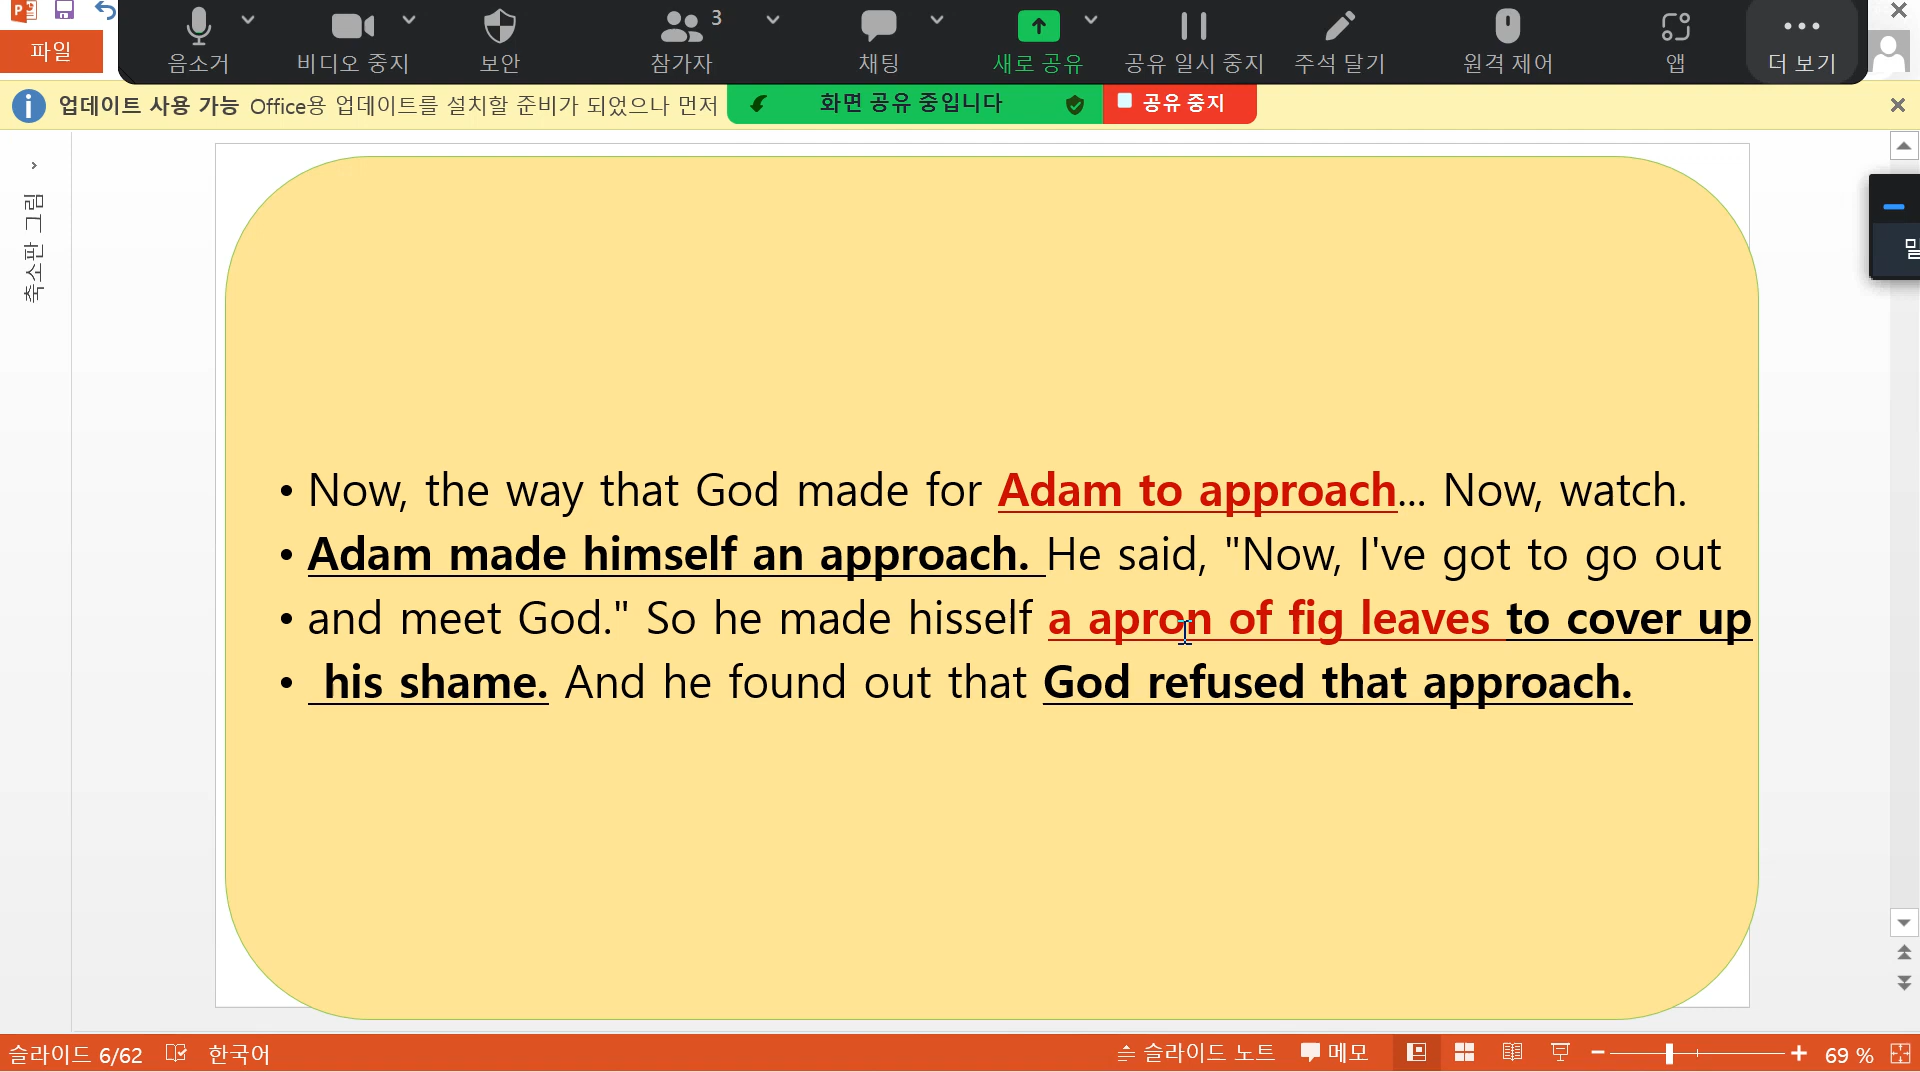 음소거
비디오 중지
보안
참가자
3
채팅
새로 공유
공유 일시 중지
주석 달기
원격 제어
앱
더 보기
파일
업데이트 사용 가능 Office용 업데이트를 설치할 준비가 되었으나 먼저
화면 공유 중입니다
공유 중지
축소판 그림
• Now, the way that God made for Adam to approach... Now, watch.
• Adam made himself an approach. He said, "Now, I've got to go out
• and meet God." So he made hisself a apron of fig leaves to cover up
• his shame. And he found out that God refused that approach.
슬라이드 6/62
한국어
슬라이드 노트
메모
69 %